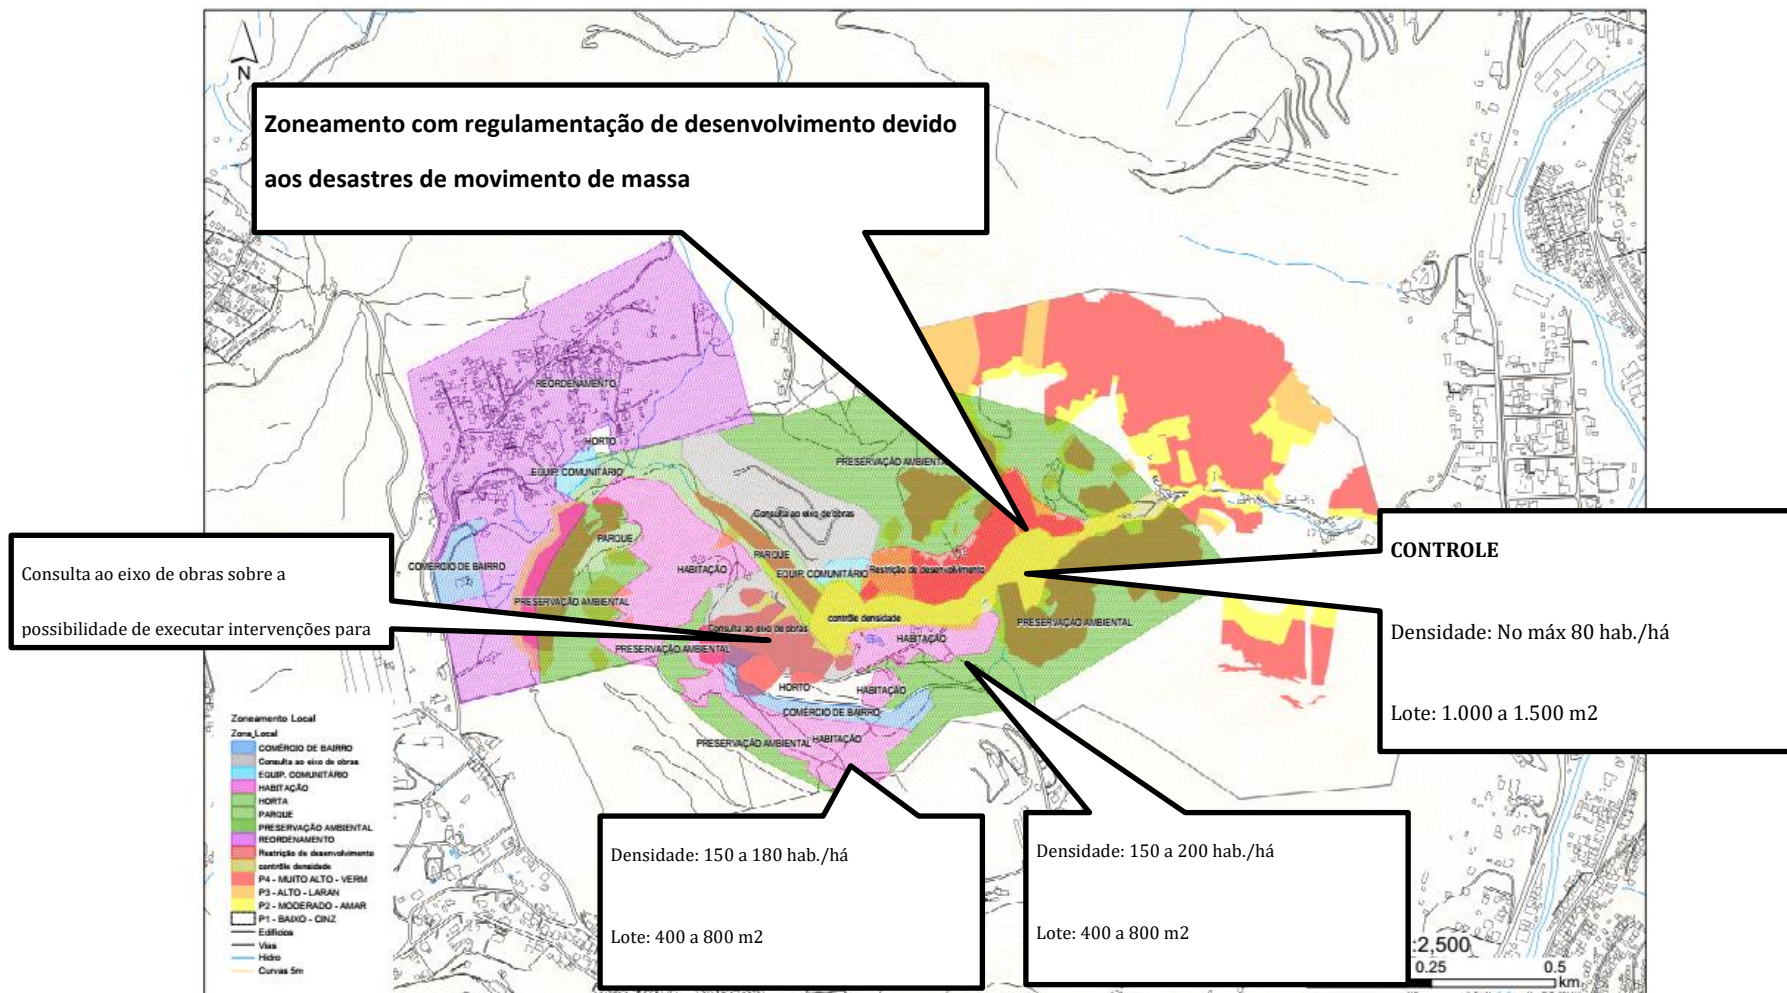 N
Zoneamento com regulamentação de desenvolvimento devido
aos desastres de movimento de massa
REORDENAMENTO
HORTO
EQUIP. COMUNITÁRIO
PRESERVAÇÃO AMBIENTAL
Consulta ao eixo de obras
PARQUE
PARQUE
COMÉRCIO DE BAIRRO
HABITAÇÃO
EQUIP. COMUNITÁRIO
Restrição de desenvolvimento
PRESERVAÇÃO AMBIENTAL
contrôle densidade
Consulta ao eixo de obras
HABITAÇÃO
PRESERVAÇÃO AMBIENTAL
PRESERVAÇÃO AMBIENTAL
HORTO
HABITAÇÃO
COMÉRCIO DE BAIRRO
PRESERVAÇÃO AMBIENTAL
HABITAÇÃO
Consulta ao eixo de obras sobre a
possibilidade de executar intervenções para
CONTROLE
Densidade: No máx 80 hab./há
Lote: 1.000 a 1.500 m2
Densidade: 150 a 180 hab./há
Lote: 400 a 800 m2
Densidade: 150 a 200 hab./há
Lote: 400 a 800 m2
Zoneamento Local
Zona_Local
COMÉRCIO DE BAIRRO
Consulta ao eixo de obras
EQUIP. COMUNITÁRIO
HABITAÇÃO
HORTA
PARQUE
PRESERVAÇÃO AMBIENTAL
REORDENAMENTO
Restrição de desenvolvimento
contrôle densidade
P4 - MUITO ALTO - VERM
P3 - ALTO - LARAN
P2 - MODERADO - AMAR
P1 - BAIXO - CINZ
Edifícios
Vias
Hidro
Curvas 5m
:2,500
0.25
0.5
km